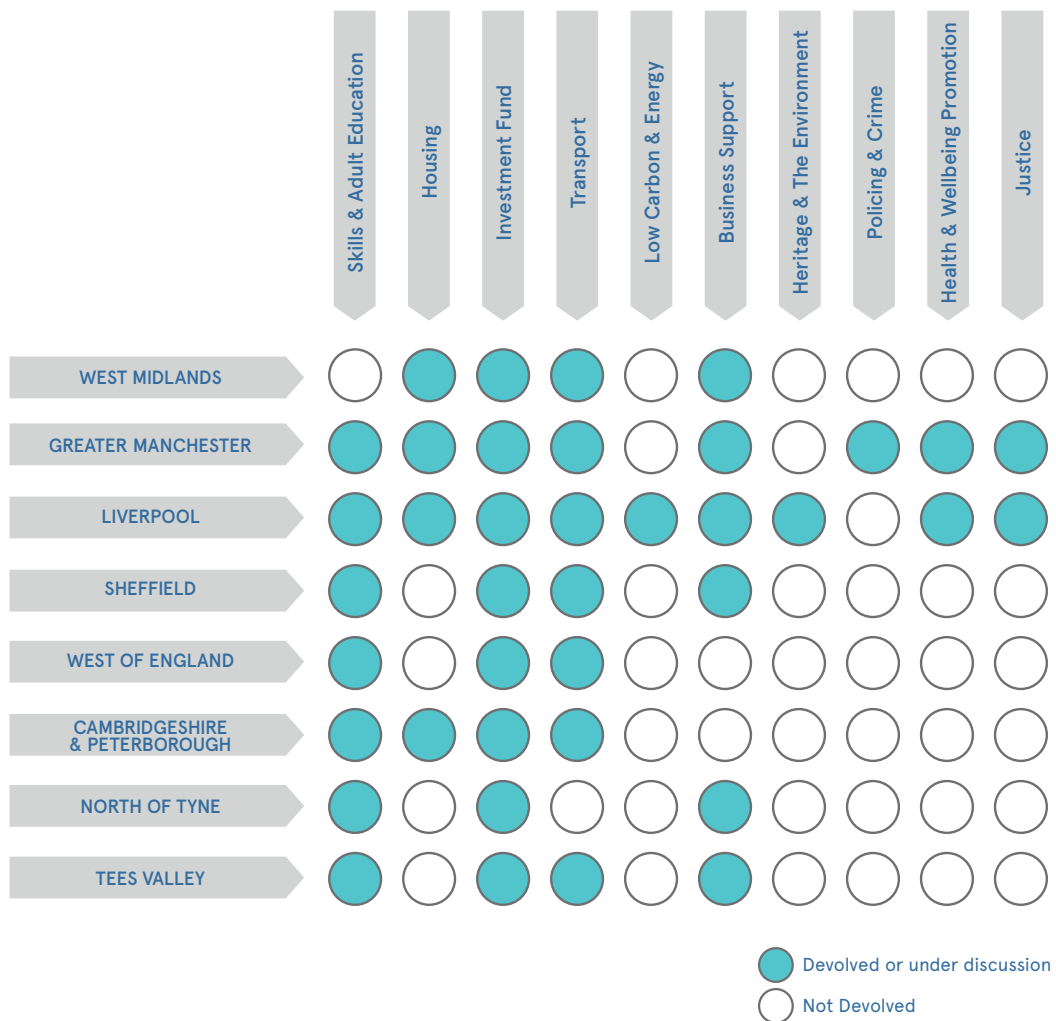 Skills & Adult Education
Housing
Investment Fund
Transport
Low Carbon & Energy
Business Support
Heritage & The Environment
Policing & Crime
Health & Wellbeing Promotion
Justice
WEST MIDLANDS
GREATER MANCHESTER
LIVERPOOL
SHEFFIELD
WEST OF ENGLAND
CAMBRIDGESHIRE
& PETERBOROUGH
NORTH OF TYNE
TEES VALLEY
Devolved or under discussion
Not Devolved